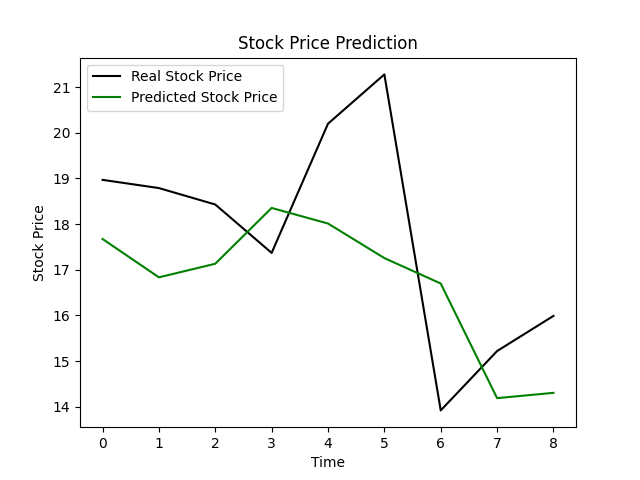 Stock Price Prediction
Real Stock Price
Predicted Stock Price
Stock Price
21
20
19
18
17
16
15
14
0 1 2 3 4 5 6 7 8
Time